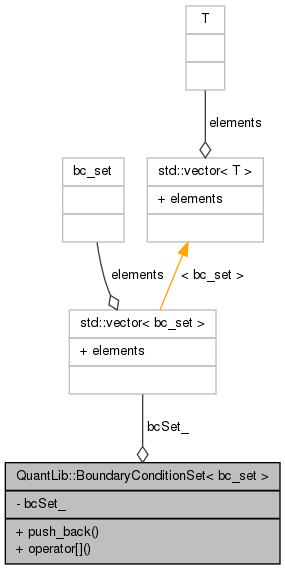 T
elements
bc_set
std::vector< T >
+ elements
elements
< bc_set >
std::vector< bc_set >
+ elements
bcSet_
QuantLib::BoundaryConditionSet< bc_set >
- bcSet_
+ push_back()
+ operator[]()